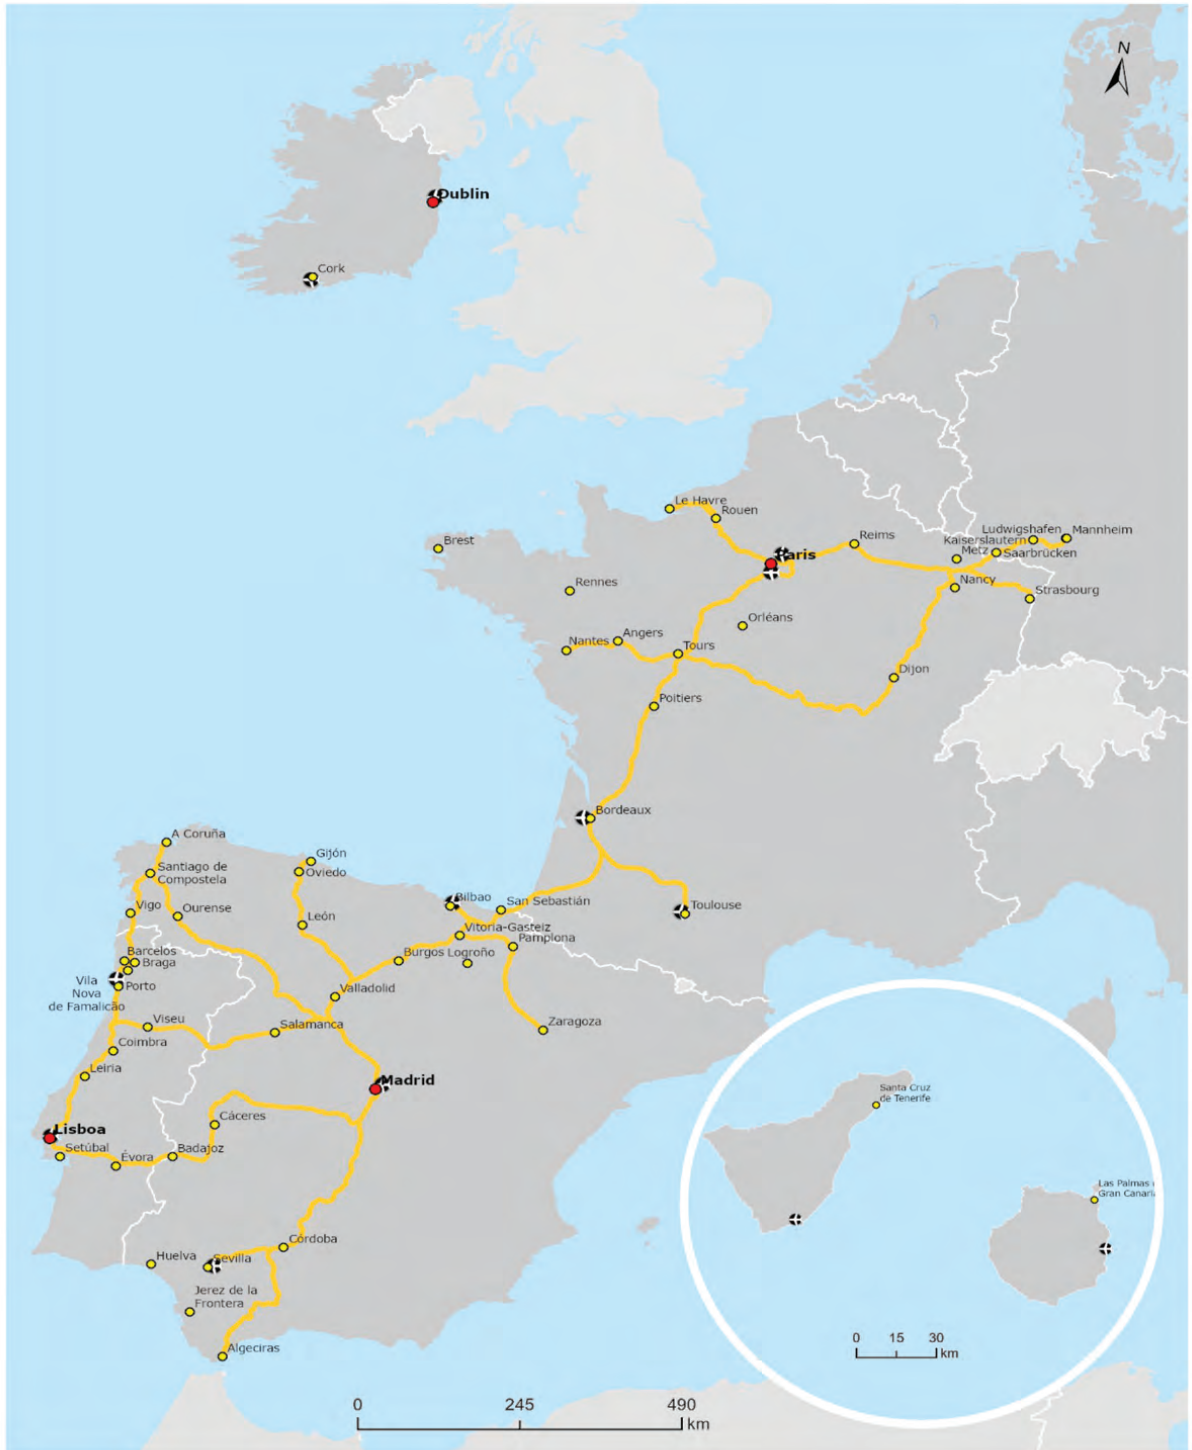 N
Dublin
Cork
Le Havre
Rouen
Ludwigshafen
Mannheim
Brest
Paris
Reims
Kaiserslautern
Metz
Saarbrücken
Rennes
Nancy
Strasbourg
Orléans
Nantes
Angers
Tours
Dijon
Poitiers
Bordeaux
A Coruña
Gijón
Santiago de
Compostela
Oviedo
Bilbao
San Sebastián
Toulouse
Vigo
Ourense
León
Vitoria-Gasteiz
Pamplona
Barcelos
Braga
Burgos
Logroño
Vila
Nova
de Famalicão
Porto
Valladolid
Viseu
Salamanca
Zaragoza
Coimbra
Leiria
Madrid
Santa Cruz
de Tenerife
Cáceres
Lisboa
Setúbal
Évora
Badajoz
Las Palmas
Gran Canaria
Córdoba
Huelva
Sevilla
Jerez de la
Frontera
Algeciras
0 15 30
km
0 245 490
km